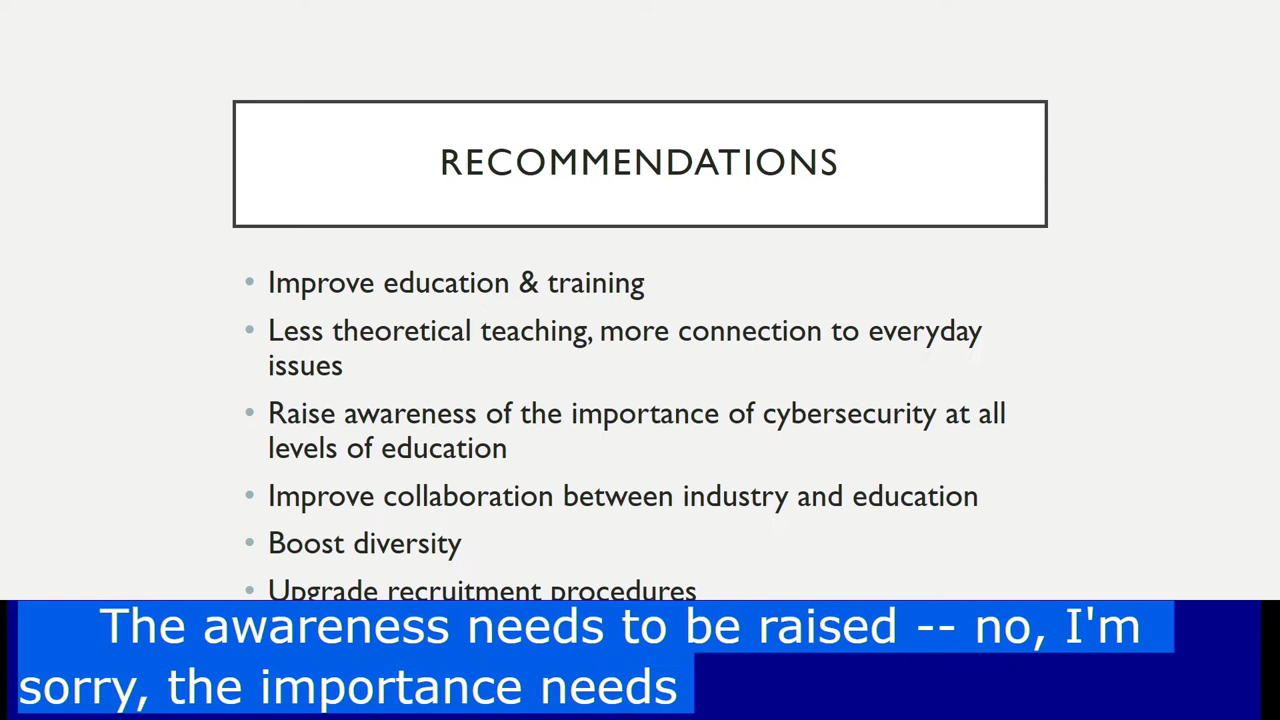 RECOMMENDATIONS
• Improve education & training
• Less theoretical teaching, more connection to everyday
issues
• Raise awareness of the importance of cybersecurity at all
levels of education
• Improve collaboration between industry and education
• Boost diversity
• Upgrade recruitment procedures
The awareness needs to be raised -- no, I'm
sorry, the importance needs